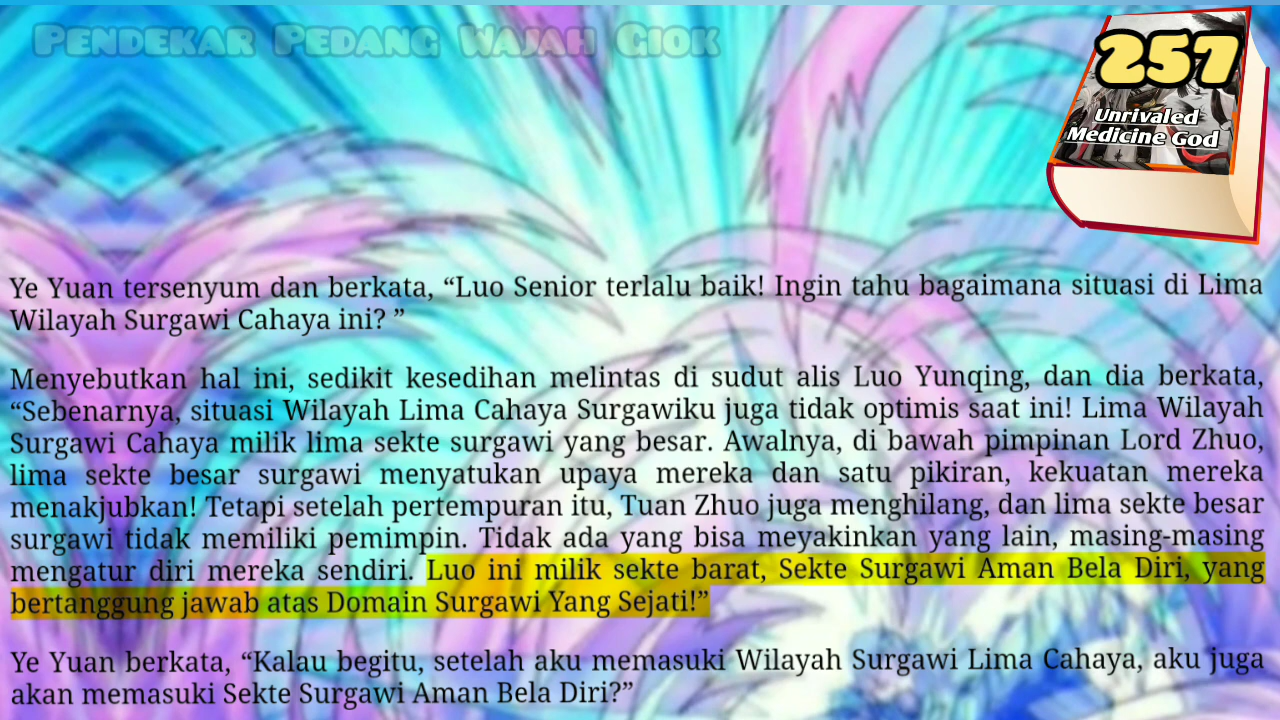 Pendekar Pedang Wajah Giok
257
Unrivaled
Medicine God
Ye Yuan tersenyum dan berkata, “Luo Senior terlalu baik! Ingin tahu bagaimana situasi di Lima
Wilayah Surgawi Cahaya ini? ”
Menyebutkan hal ini, sedikit kesedihan melintas di sudut alis Luo Yunqing, dan dia berkata,
“Sebenarnya, situasi Wilayah Lima Cahaya Surgawiku juga tidak optimis saat ini! Lima Wilayah
Surgawi Cahaya milik lima sekte surgawi yang besar. Awalnya, di bawah pimpinan Lord Zhuo,
lima sekte besar surgawi menyatukan upaya mereka dan satu pikiran, kekuatan mereka
menakjubkan! Tetapi setelah pertempuran itu, Tuan Zhuo juga menghilang, dan lima sekte besar
surgawi tidak memiliki pemimpin. Tidak ada yang bisa meyakinkan yang lain, masing-masing
mengatur diri mereka sendiri. Luo ini milik sekte barat, Sekte Surgawi Aman Bela Diri, yang
bertanggung jawab atas Domain Surgawi Yang Sejati!”
Ye Yuan berkata, “Kalau begitu, setelah aku memasuki Wilayah Surgawi Lima Cahaya, aku juga
akan memasuki Sekte Surgawi Aman Bela Diri?”